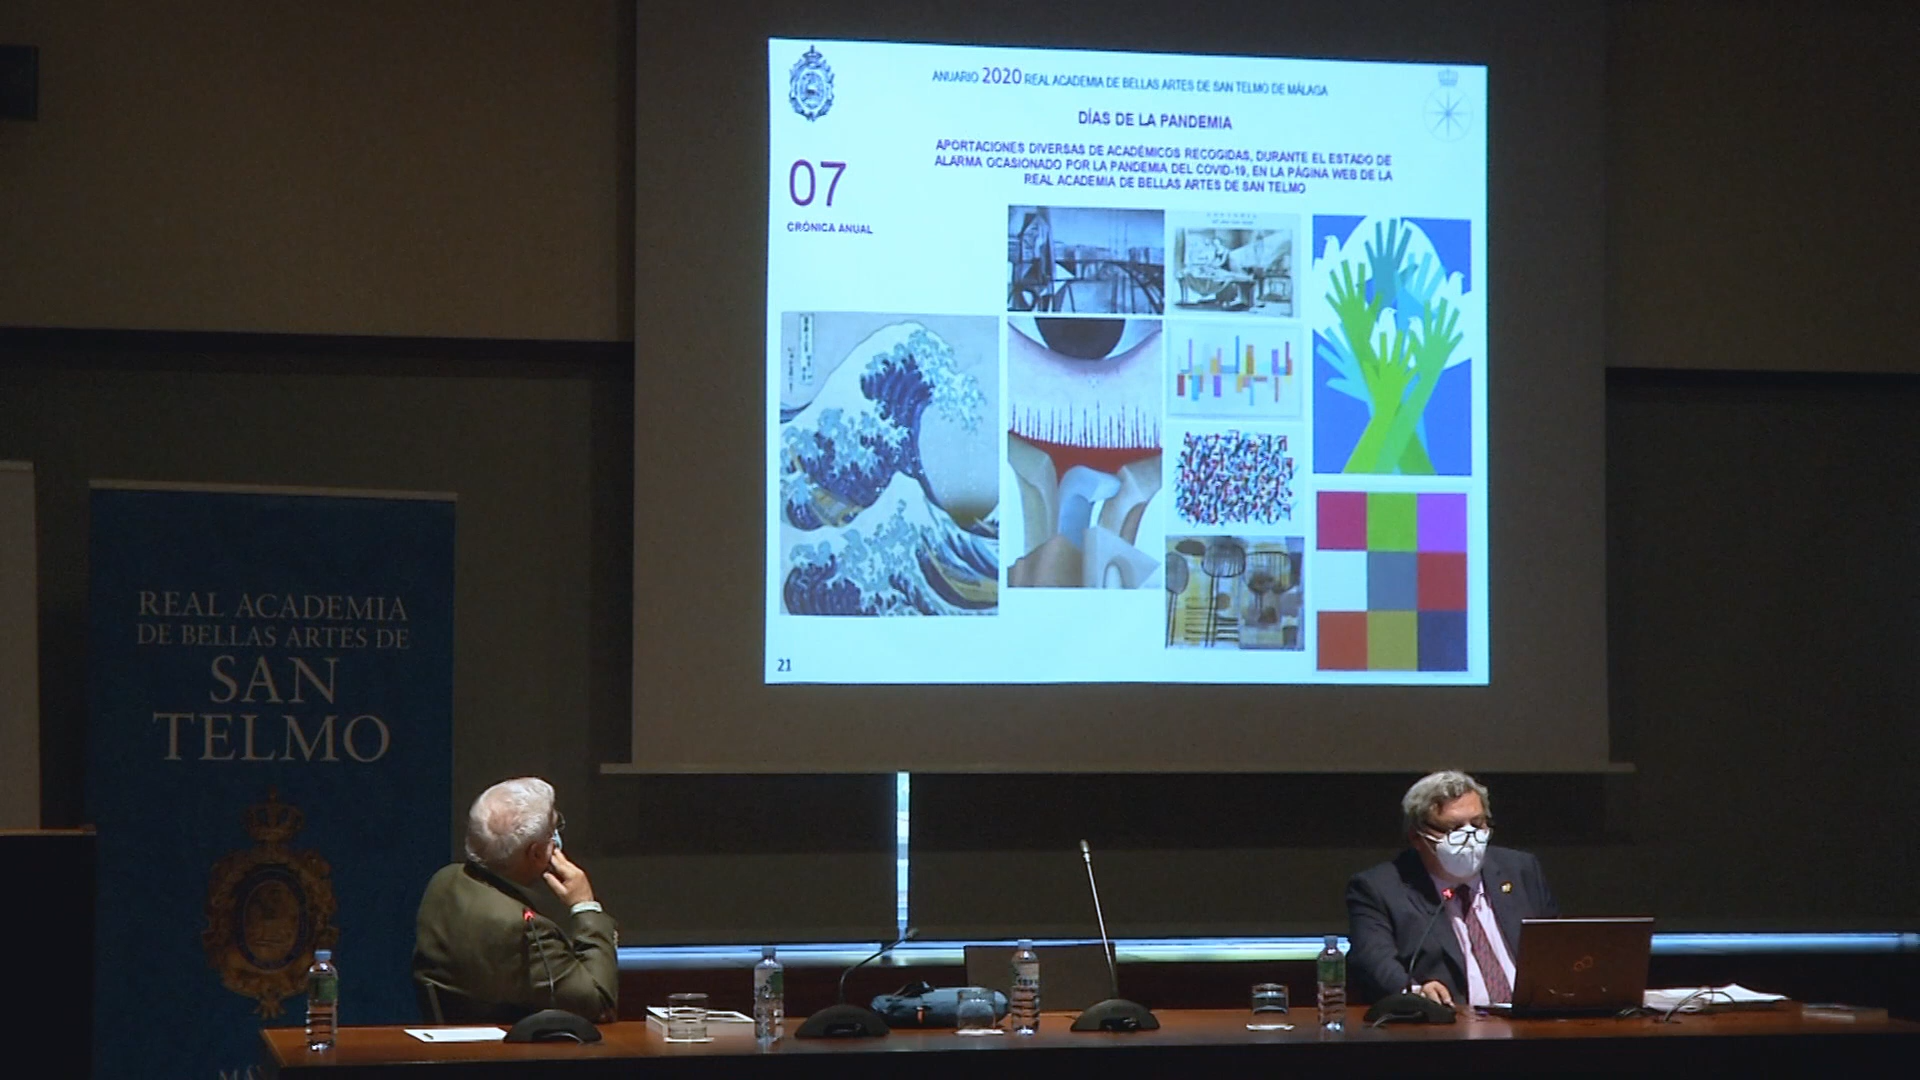 ANUARIO 2020 REAL ACADEMIA DE BELLAS ARTES DE SAN TELMO DE MÁLAGA
DÍAS DE LA PANDEMIA
APORTACIONES DIVERSAS DE ACADÉMICOS RECOGIDAS, DURANTE EL ESTADO DE
ALARMA OCASIONADO POR LA PANDEMIA DEL COVID-19, EN LA PÁGINA WEB DE LA
REAL ACADEMIA DE BELLAS ARTES DE SAN TELMO
07
CRÓNICA ANUAL
21
REAL ACADEMIA
DE BELLAS ARTES DE
SAN
TELMO